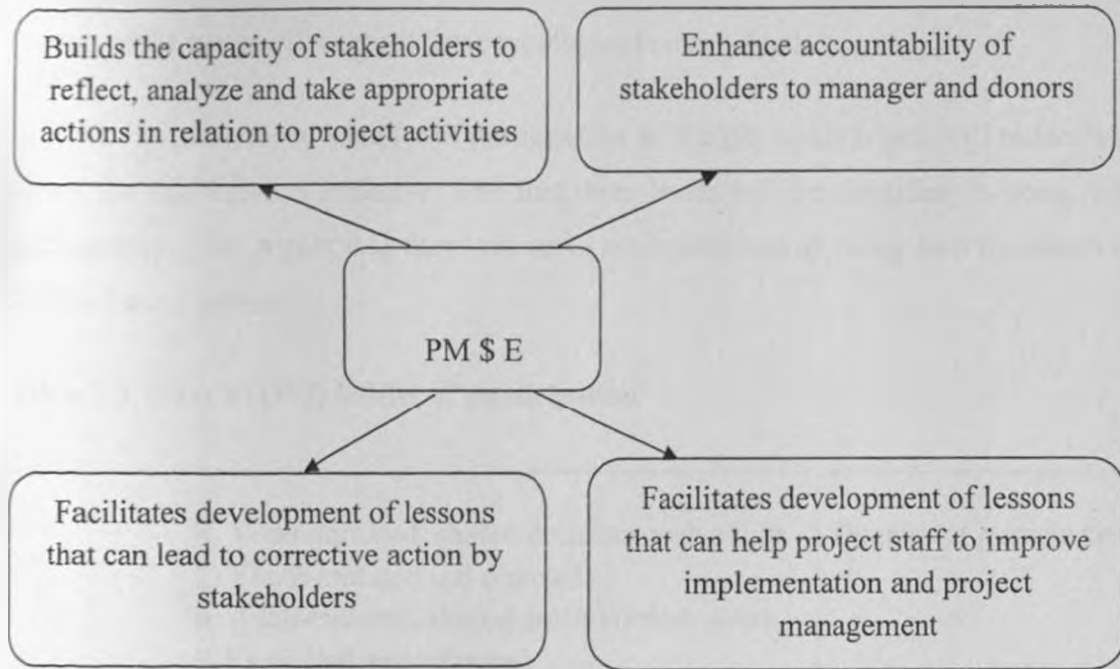 Builds the capacity of stakeholders to
reflect, analyze and take appropriate
actions in relation to project activities
Enhance accountability of
stakeholders to manager and donors
PM $ E
Facilitates development of lessons
that can lead to corrective action by
stakeholders
Facilitates development of lessons
that can help project staff to improve
implementation and project
management